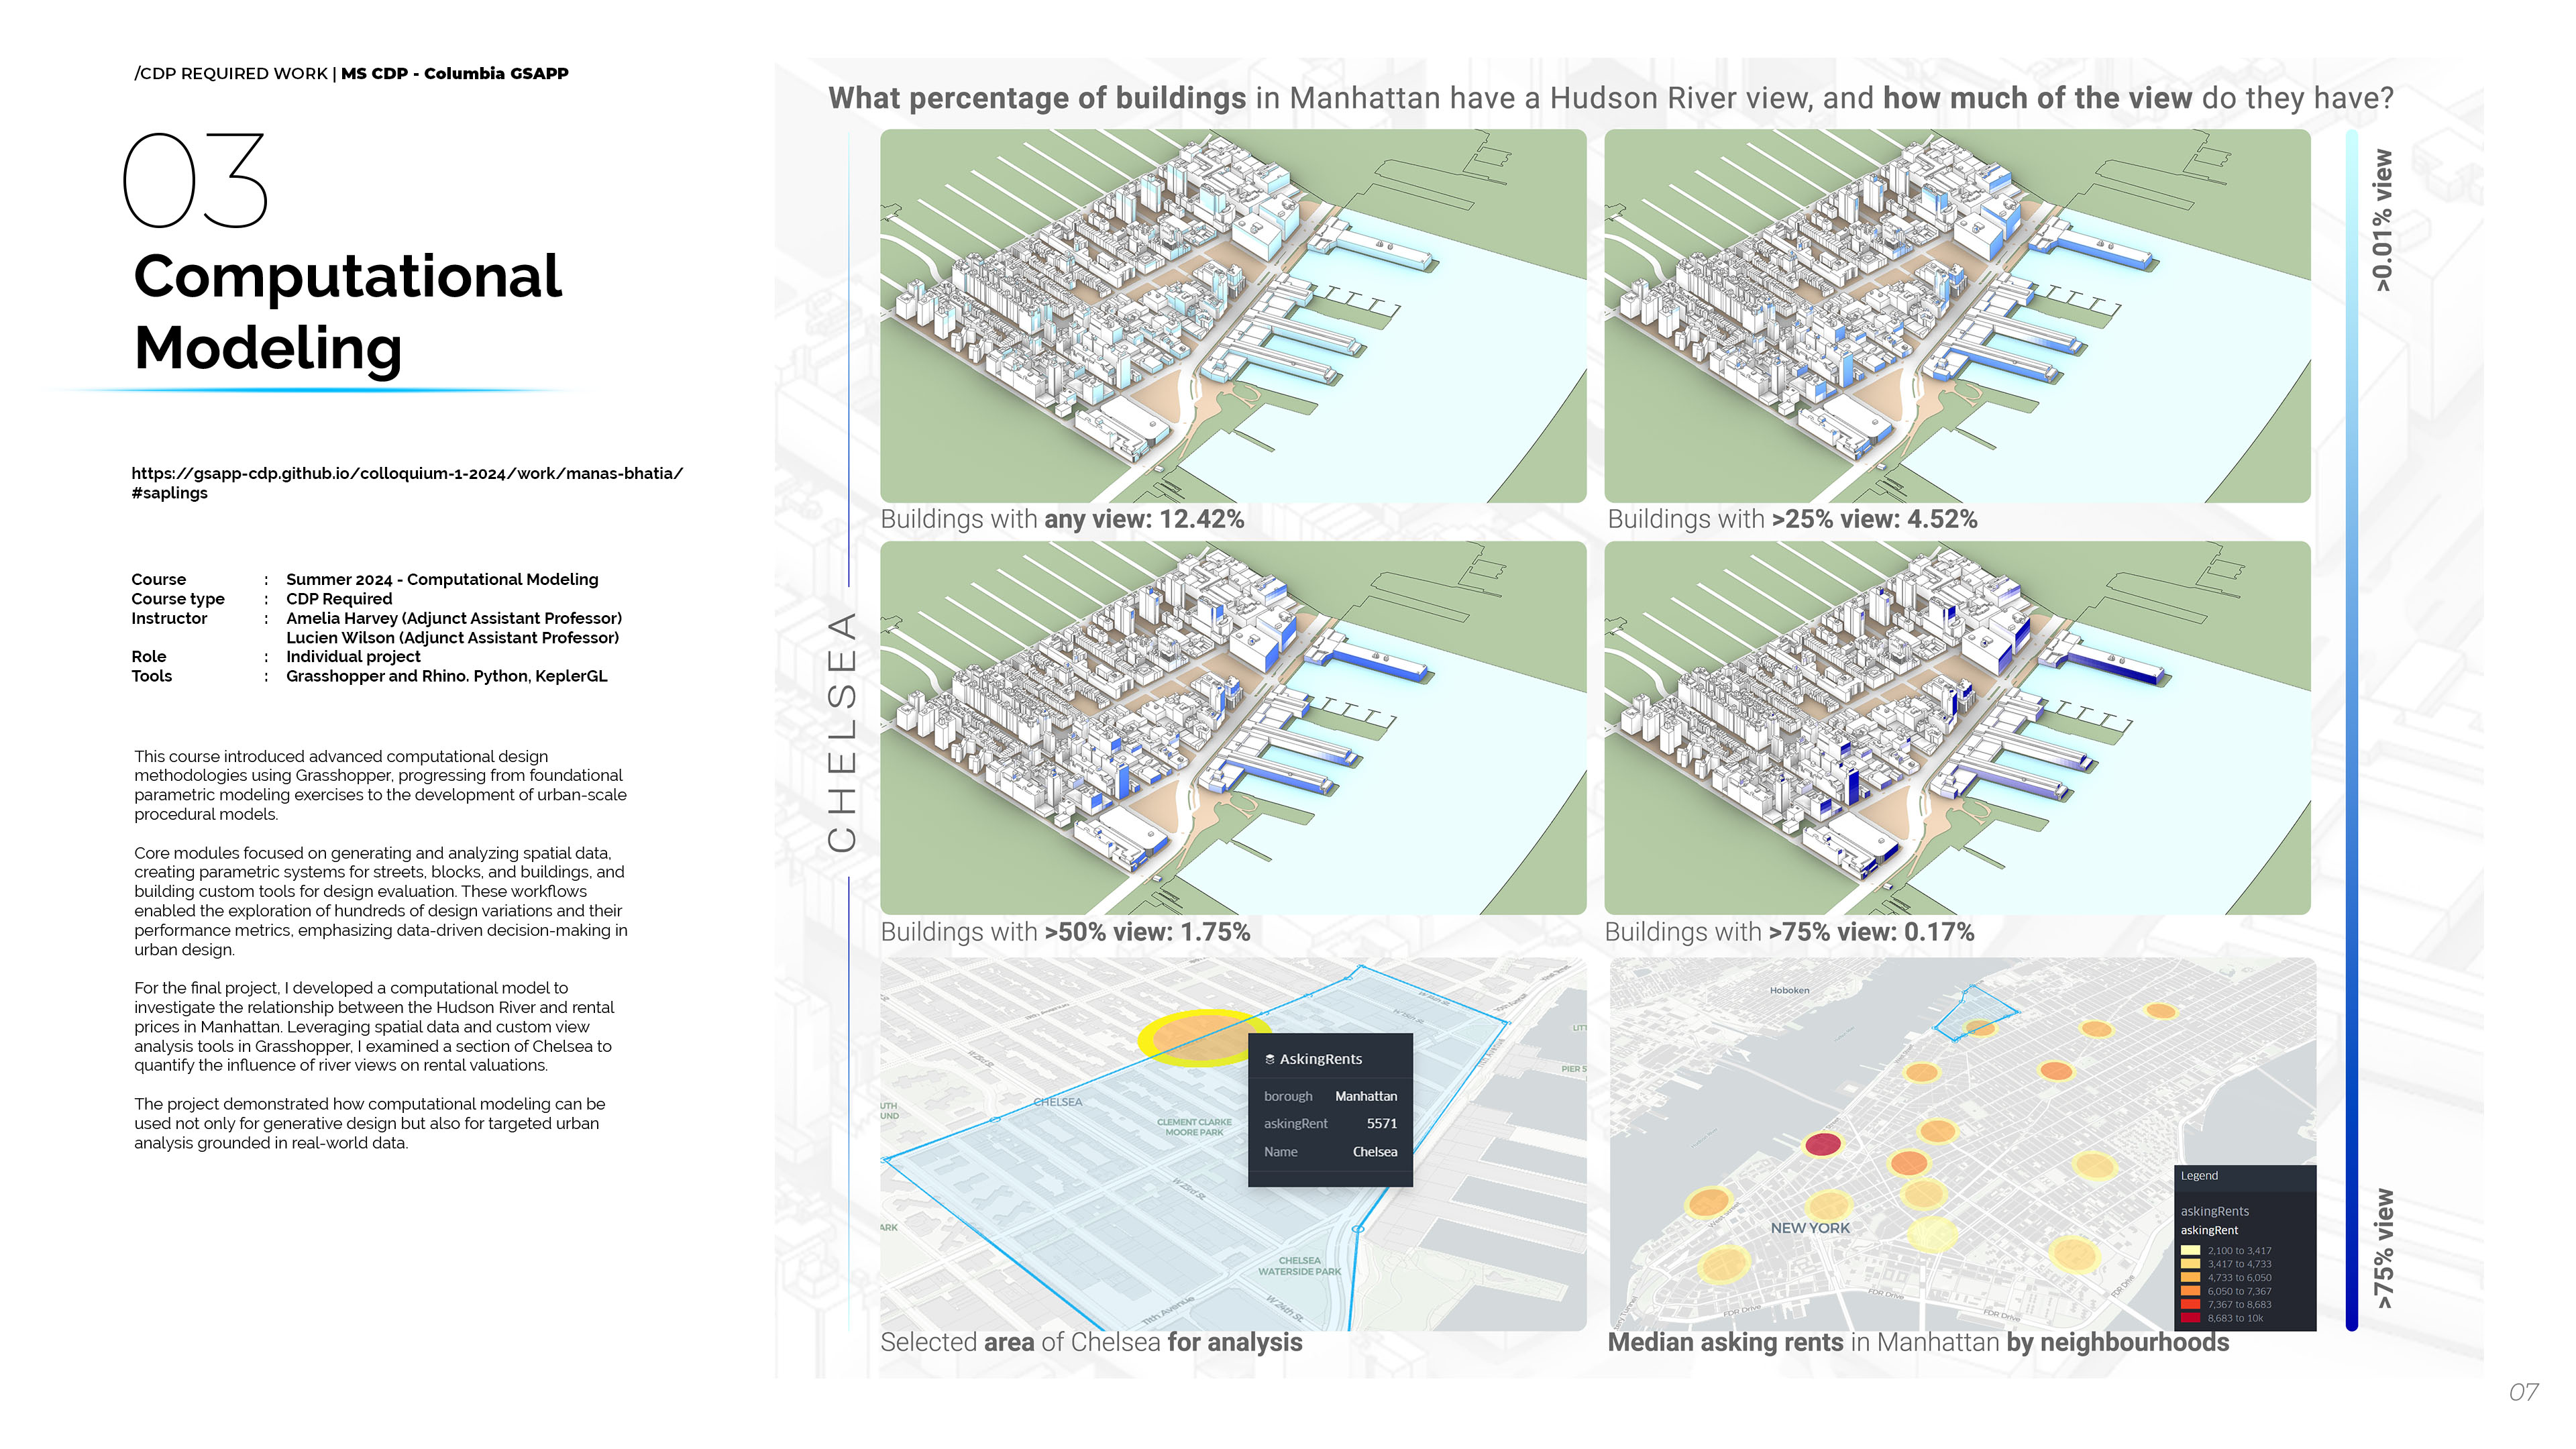 /CDP REQUIRED WORK | MS CDP - Columbia GSAPP
03
Computational
Modeling
https://gsapp-cdp.github.io/colloquium-1-2024/work/manas-bhatia/
#saplings
Course : Summer 2024 - Computational Modeling
Course type : CDP Required
Instructor : Amelia Harvey (Adjunct Assistant Professor)
Lucien Wilson (Adjunct Assistant Professor)
Role : Individual project
Tools : Grasshopper and Rhino. Python, KeplerGL
This course introduced advanced computational design
methodologies using Grasshopper, progressing from foundational
parametric modeling exercises to the development of urban-scale
procedural models.
Core modules focused on generating and analyzing spatial data,
creating parametric systems for streets, blocks, and buildings, and
building custom tools for design evaluation. These workflows
enabled the exploration of hundreds of design variations and their
performance metrics, emphasizing data-driven decision-making in
urban design.
For the final project, I developed a computational model to
investigate the relationship between the Hudson River and rental
prices in Manhattan. Leveraging spatial data and custom view
analysis tools in Grasshopper, I examined a section of Chelsea to
quantify the influence of river views on rental valuations.
The project demonstrated how computational modeling can be
used not only for generative design but also for targeted urban
analysis grounded in real-world data.
What percentage of buildings in Manhattan have a Hudson River view, and how much of the view do they have?
CHELSEA
Buildings with any view: 12.42%
Buildings with >25% view: 4.52%
Buildings with >50% view: 1.75%
Buildings with >75% view: 0.17%
>0.01% view
>75% view
CHELSEA
CLEMENT CLARKE
MOORE PARK
W 23rd St.
11th Avenue
W 24th St.
CHELSEA
WATERSIDE PARK
UTH
UND
ARK
PIER 5
AskingRents
borough Manhattan
askingRent 5571
Name Chelsea
Selected area of Chelsea for analysis
Hoboken
NEW YORK
West Street
FDR Drive
FDR Drive
FDR Drive
FDR Drive
Legend
askingRents
askingRent
2,100 to 3,417
3,417 to 4,733
4,733 to 6,050
6,050 to 7,367
7,367 to 8,683
8,683 to 10k
Median asking rents in Manhattan by neighbourhoods
07